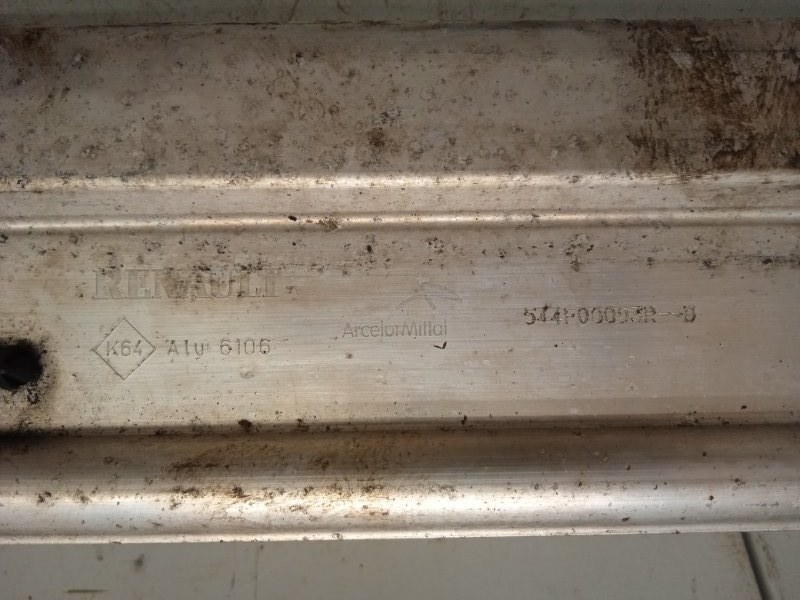 RENAULT
K64 Alu 6106
ArcelorMittal